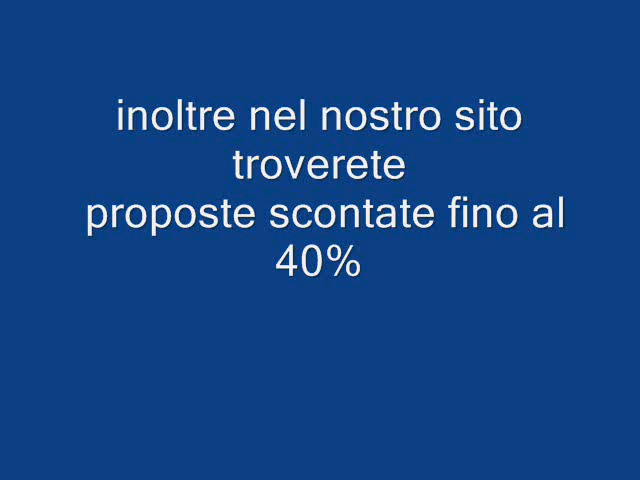 inoltre nel nostro sito
troverete
proposte scontate fino al
40%